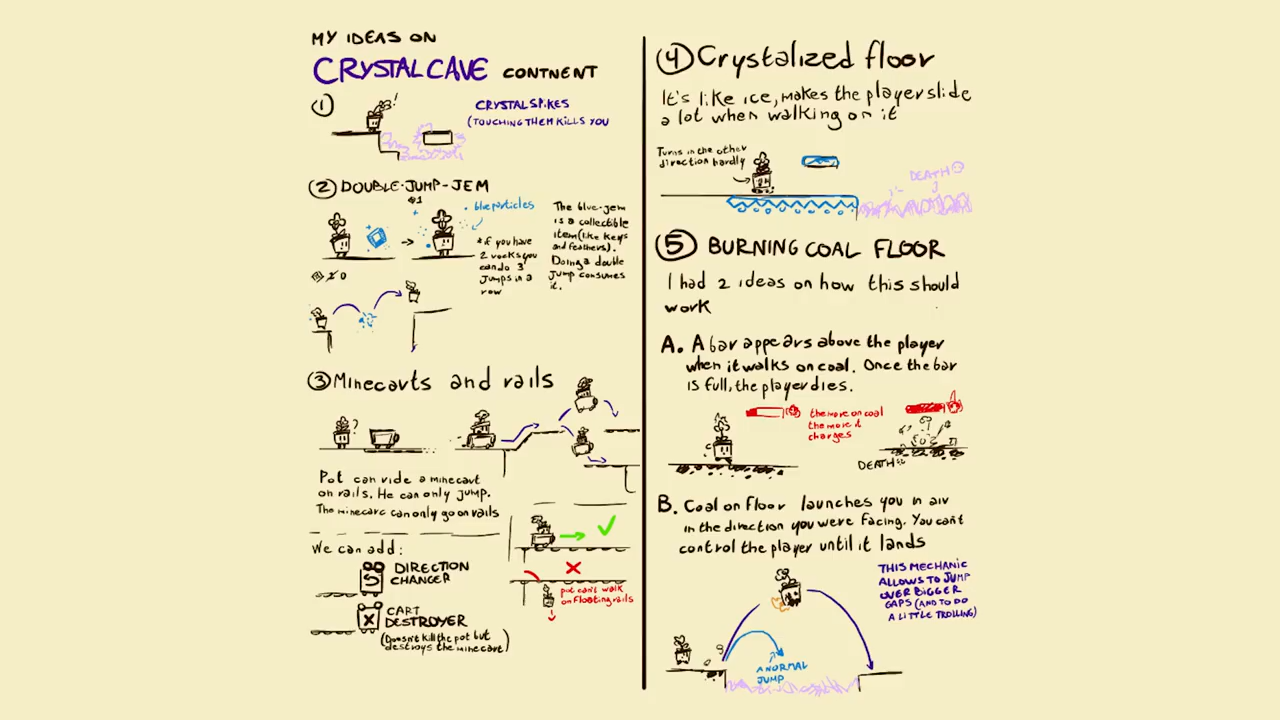 MY IDEAS ON
CRYSTAL CAVE CONTNENT
1
!
CRYSTAL SPIKES
(TOUCHING THEM KILLS YOU
2 DOUBLE-JUMP-JEM
blue particles
*if you have
2 rocks you
can do 3
jumps in a
row
The blue-jem
is a collectible
item (like keys
and feathers).
Doing a double
jump consumes
it.
3 Minecarts and rails
?
Pot can ride a minecart
on rails. He can only jump.
The minecart can only go on rails
We can add:
DIRECTION
CHANGER
CART
DESTROYER
(Doesn't kill the pot but
destroys the minecart)
pot can't walk
on floating rails
4 Crystalized floor
It's like ice, makes the player slide
a lot when walking on it
Turns in the other
direction hardly
DEATH
5 BURNING COAL FLOOR
I had 2 ideas on how this should
work
A. A bar appears above the player
when it walks on coal. Once the bar
is full, the player dies.
the more on coal
the more it
charges
DEATH
B. Coal on floor launches you in air
in the direction you were facing. You can't
control the player until it lands
THIS MECHANIC
ALLOWS TO JUMP
OVER BIGGER
GAPS (AND TO DO
A LITTLE TROLLING)
A NORMAL
JUMP